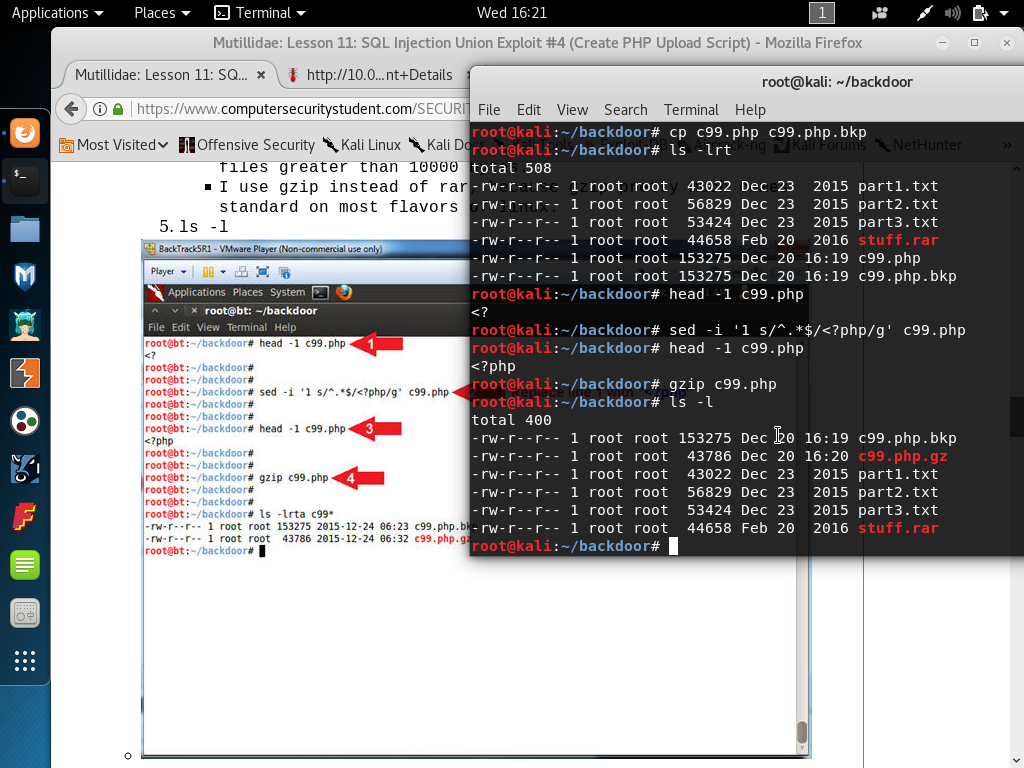 Applications
Places
Terminal
Wed 16:21
1
Mutillidae: Lesson 11: SQL Injection Union Exploit #4 (Create PHP Upload Script) - Mozilla Firefox
Mutillidae: Lesson 11: SQ...
http://10.0...nt+Details
https://www.computersecuritystudent.com/SECURIT
Most Visited
Offensive Security
Kali Linux
Kali Doc
Kali Forums
NetHunter
files greater than 10000
I use gzip instead of rar, because gzip
standard on most flavors of linux.
5. ls -l
BackTrack5R1 - VMware Player (Non-commercial use only)
Player
Applications Places System
root@bt: ~/backdoor
File Edit View Terminal Help
root@bt:~/backdoor# head -1 c99.php
1
<?
root@bt:~/backdoor#
root@bt:~/backdoor#
root@bt:~/backdoor# sed -i '1 s/^.*$/<?php/g' c99.php
root@bt:~/backdoor#
root@bt:~/backdoor#
root@bt:~/backdoor# head -1 c99.php
3
<?php
root@bt:~/backdoor#
root@bt:~/backdoor#
root@bt:~/backdoor# gzip c99.php
4
root@bt:~/backdoor#
root@bt:~/backdoor#
root@bt:~/backdoor# ls -lrta c99*
-rw-r--r-- 1 root root 153275 2015-12-24 06:23 c99.php.bk
-rw-r--r-- 1 root root  43786 2015-12-24 06:32 c99.php.gz
root@bt:~/backdoor#
root@kali: ~/backdoor
File Edit View Search Terminal Help
root@kali:~/backdoor# cp c99.php c99.php.bkp
root@kali:~/backdoor# ls -lrt
total 508
-rw-r--r-- 1 root root  43022 Dec 23  2015 part1.txt
-rw-r--r-- 1 root root  56829 Dec 23  2015 part2.txt
-rw-r--r-- 1 root root  53424 Dec 23  2015 part3.txt
-rw-r--r-- 1 root root  44658 Feb 20  2016 stuff.rar
-rw-r--r-- 1 root root 153275 Dec 20 16:19 c99.php
-rw-r--r-- 1 root root 153275 Dec 20 16:19 c99.php.bkp
root@kali:~/backdoor# head -1 c99.php
<?
root@kali:~/backdoor# sed -i '1 s/^.*$/<?php/g' c99.php
root@kali:~/backdoor# head -1 c99.php
<?php
root@kali:~/backdoor# gzip c99.php
root@kali:~/backdoor# ls -l
total 400
-rw-r--r-- 1 root root 153275 Dec 20 16:19 c99.php.bkp
-rw-r--r-- 1 root root  43786 Dec 20 16:20 c99.php.gz
-rw-r--r-- 1 root root  43022 Dec 23  2015 part1.txt
-rw-r--r-- 1 root root  56829 Dec 23  2015 part2.txt
-rw-r--r-- 1 root root  53424 Dec 23  2015 part3.txt
-rw-r--r-- 1 root root  44658 Feb 20  2016 stuff.rar
root@kali:~/backdoor#